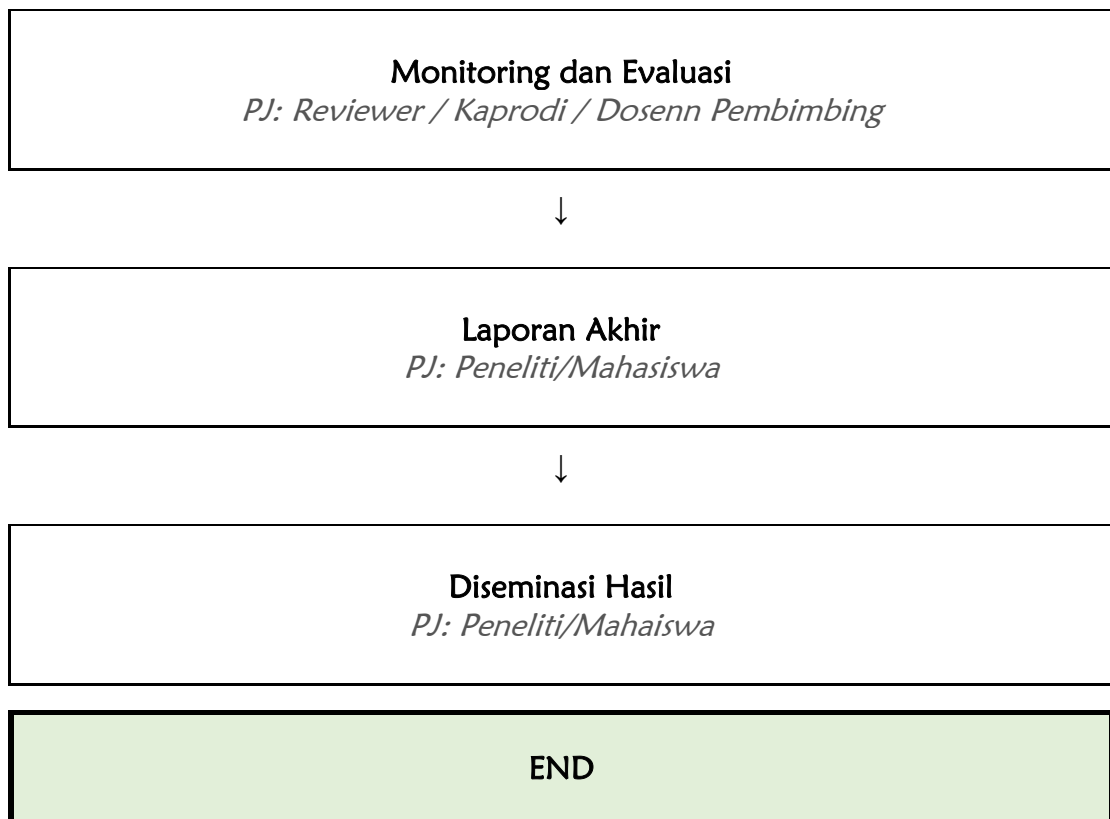 Monitoring dan Evaluasi
PJ: Reviewer / Kaprodi / Dosenn Pembimbing
↓
Laporan Akhir
PJ: Peneliti/Mahasiswa
↓
Diseminasi Hasil
PJ: Peneliti/Mahaiswa
END